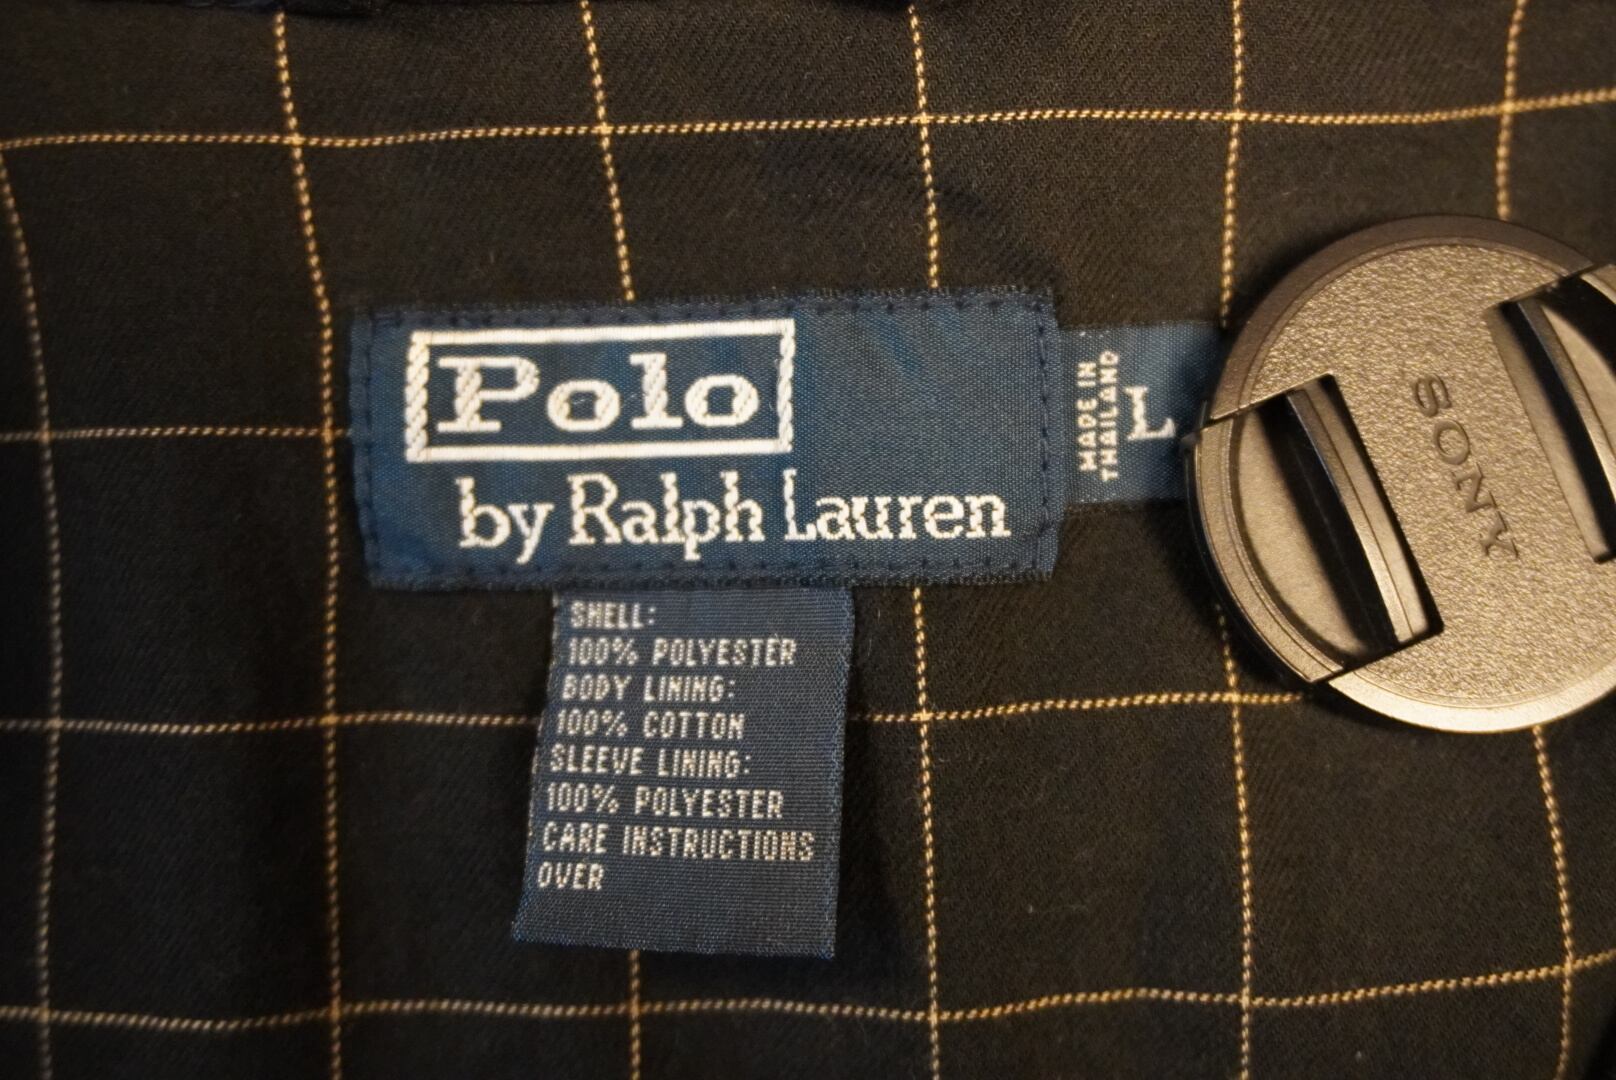 Polo
by Ralph Lauren
MADE IN
THAILAND
L
SONY
SHELL:
100% POLYESTER
BODY LINING:
100% COTTON
SLEEVE LINING:
100% POLYESTER
CARE INSTRUCTIONS
OVER